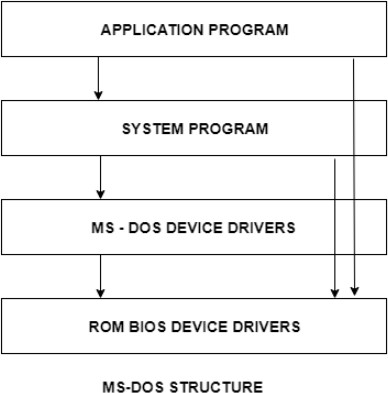 APPLICATION PROGRAM
SYSTEM PROGRAM
MS - DOS DEVICE DRIVERS
ROM BIOS DEVICE DRIVERS
MS-DOS STRUCTURE